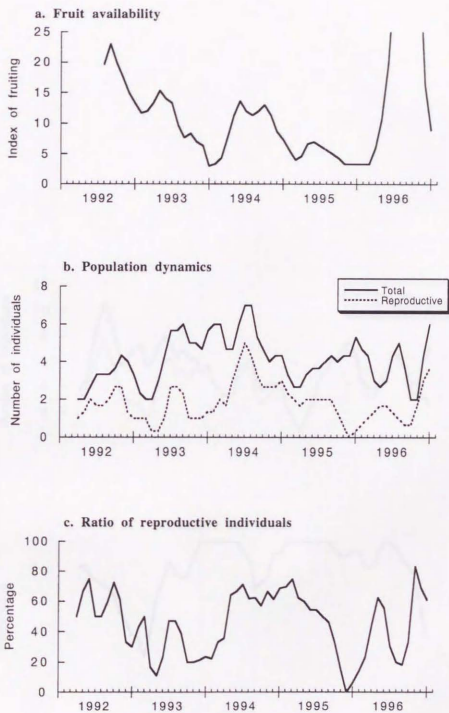 a. Fruit availability
25
20
15
10
5
0
Index of fruiting
1992 1993 1994 1995 1996
b. Population dynamics
Total
Reproductive
8
6
4
2
0
Number of individuals
1992 1993 1994 1995 1996
c. Ratio of reproductive individuals
100
80
60
40
20
0
Percentage
1992 1993 1994 1995 1996